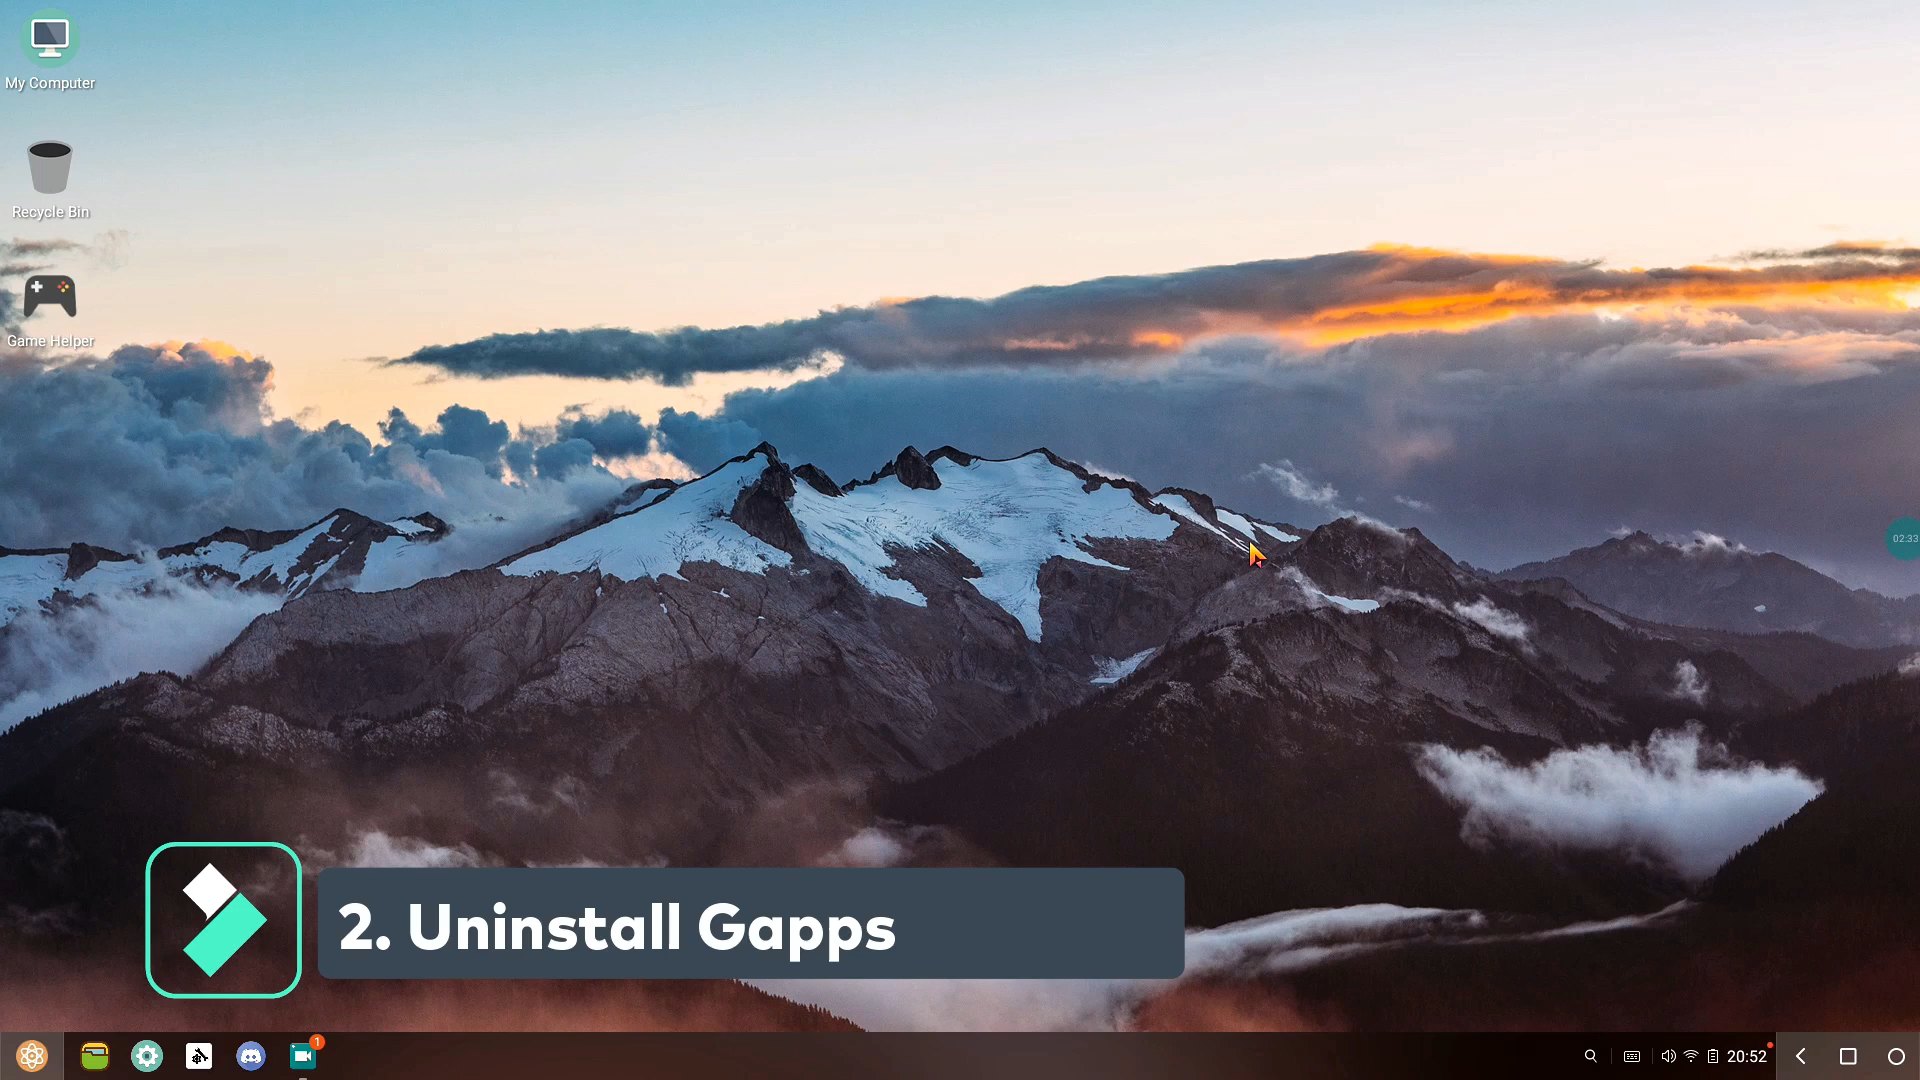 My Computer
Recycle Bin
Game Helper
02:33
2. Uninstall Gapps
1
20:52